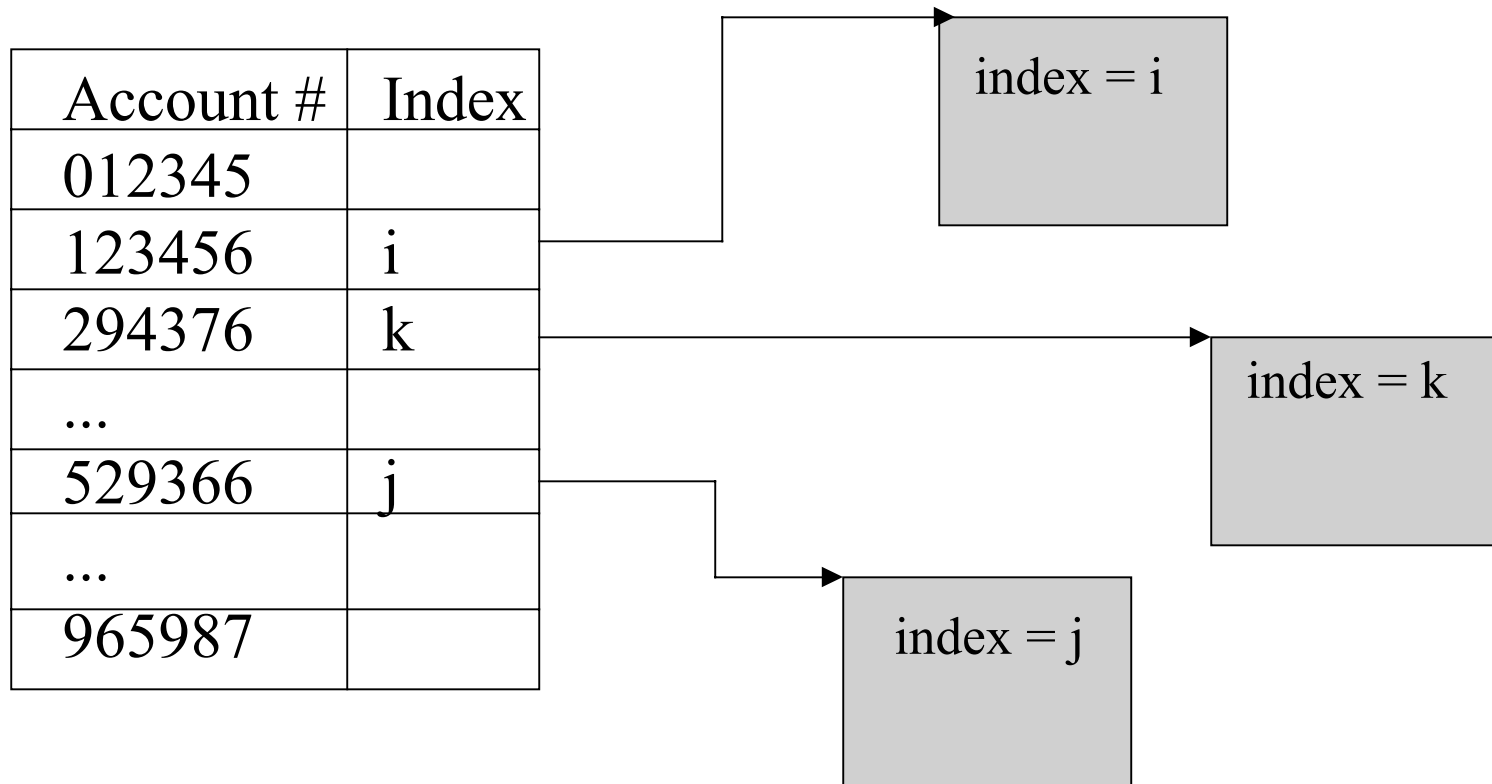 Account # Index
012345
123456 i
294376 k
...
529366 j
...
965987
index = i
index = k
index = j